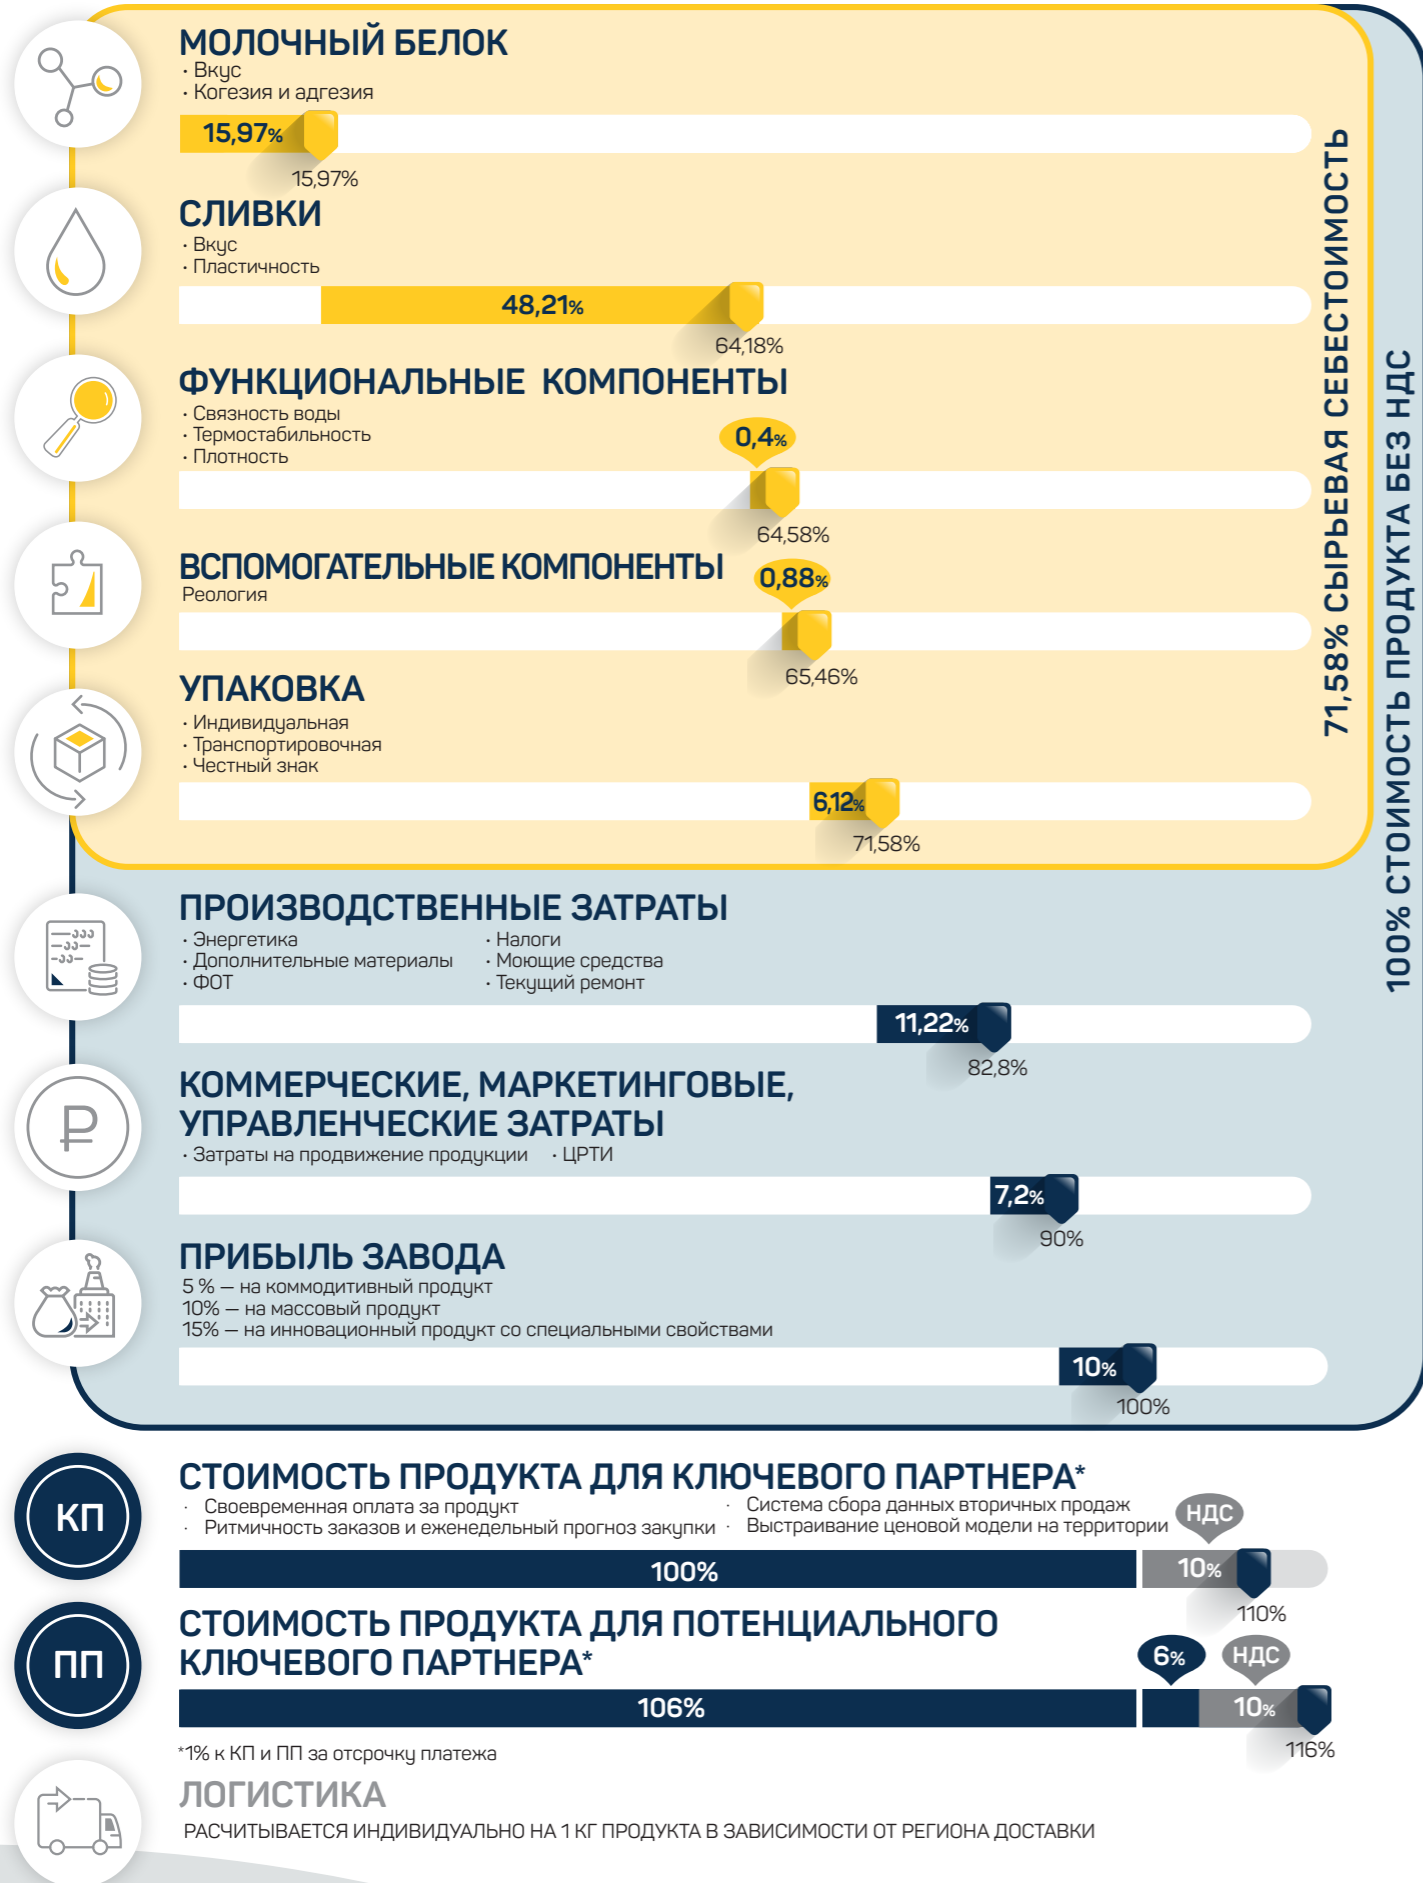 МОЛОЧНЫЙ БЕЛОК
· Вкус
· Когезия и адгезия
15,97%
15,97%
СЛИВКИ
· Вкус
· Пластичность
48,21%
64,18%
ФУНКЦИОНАЛЬНЫЕ КОМПОНЕНТЫ
· Связность воды
· Термостабильность
· Плотность
0,4%
64,58%
ВСПОМОГАТЕЛЬНЫЕ КОМПОНЕНТЫ
Реология
0,88%
65,46%
УПАКОВКА
· Индивидуальная
· Транспортировочная
· Честный знак
6,12%
71,58%
71,58% СЫРЬЕВАЯ СЕБЕСТОИМОСТЬ
100% СТОИМОСТЬ ПРОДУКТА БЕЗ НДС
ПРОИЗВОДСТВЕННЫЕ ЗАТРАТЫ
· Энергетика
· Дополнительные материалы
· ФОТ
· Налоги
· Моющие средства
· Текущий ремонт
11,22%
82,8%
КОММЕРЧЕСКИЕ, МАРКЕТИНГОВЫЕ,
УПРАВЛЕНЧЕСКИЕ ЗАТРАТЫ
· Затраты на продвижение продукции · ЦРТИ
7,2%
90%
ПРИБЫЛЬ ЗАВОДА
5 % — на коммодитивный продукт
10% — на массовый продукт
15% — на инновационный продукт со специальными свойствами
10%
100%
КП
СТОИМОСТЬ ПРОДУКТА ДЛЯ КЛЮЧЕВОГО ПАРТНЕРА*
· Своевременная оплата за продукт
· Ритмичность заказов и еженедельный прогноз закупки
· Система сбора данных вторичных продаж
· Выстраивание ценовой модели на территории
НДС
100%
10%
110%
ПП
СТОИМОСТЬ ПРОДУКТА ДЛЯ ПОТЕНЦИАЛЬНОГО
КЛЮЧЕВОГО ПАРТНЕРА*
6%
НДС
106%
10%
116%
*1% к КП и ПП за отсрочку платежа
ЛОГИСТИКА
РАСЧИТЫВАЕТСЯ ИНДИВИДУАЛЬНО НА 1 КГ ПРОДУКТА В ЗАВИСИМОСТИ ОТ РЕГИОНА ДОСТАВКИ